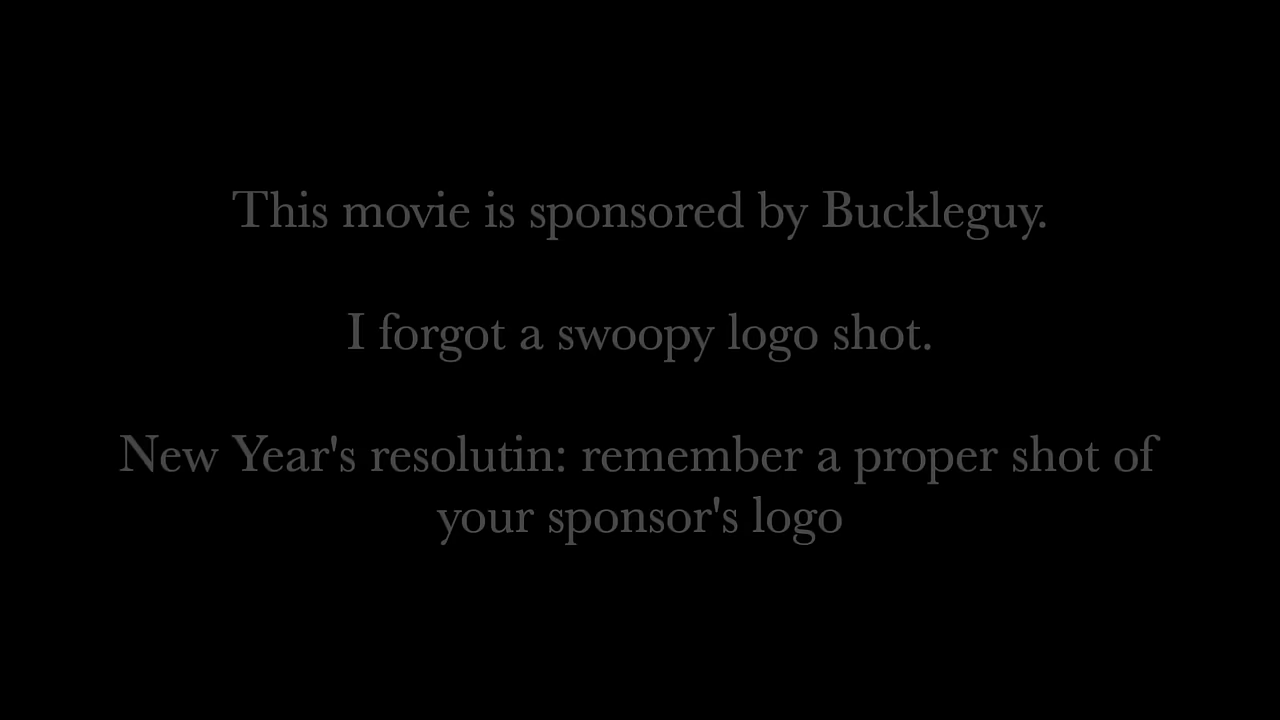 This movie is sponsored by Buckleguy.
I forgot a swoopy logo shot.
New Year's resolutin: remember a proper shot of
your sponsor's logo